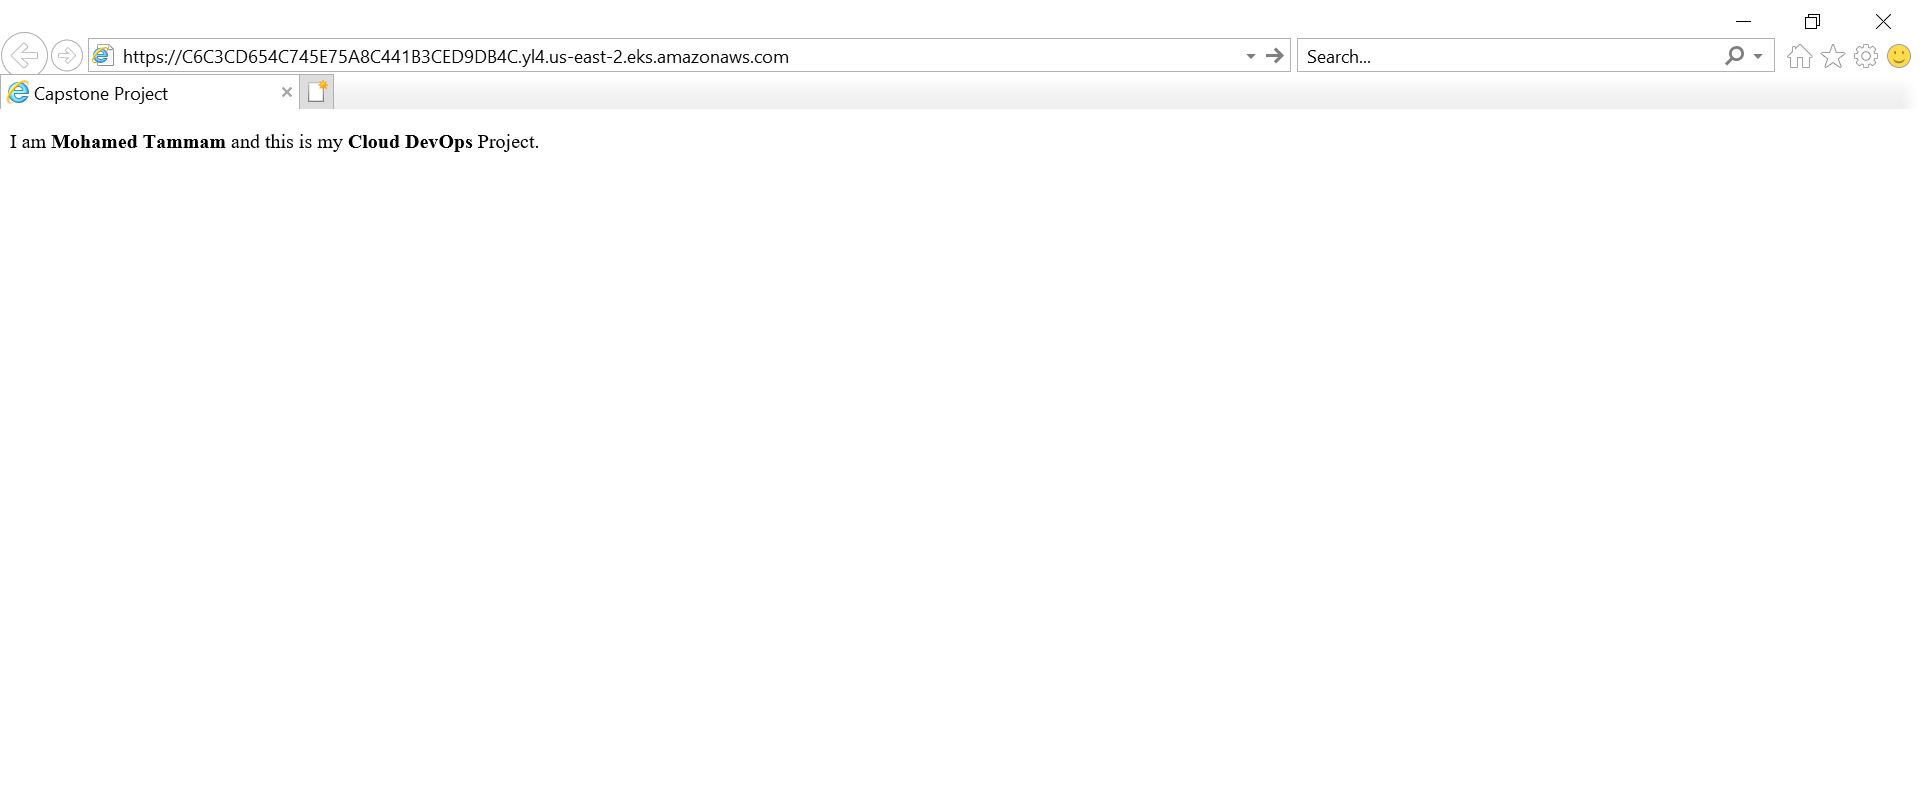 https://C6C3CD654C745E75A8C441B3CED9DB4C.yl4.us-east-2.eks.amazonaws.com
Search...
Capstone Project
I am Mohamed Tammam and this is my Cloud DevOps Project.